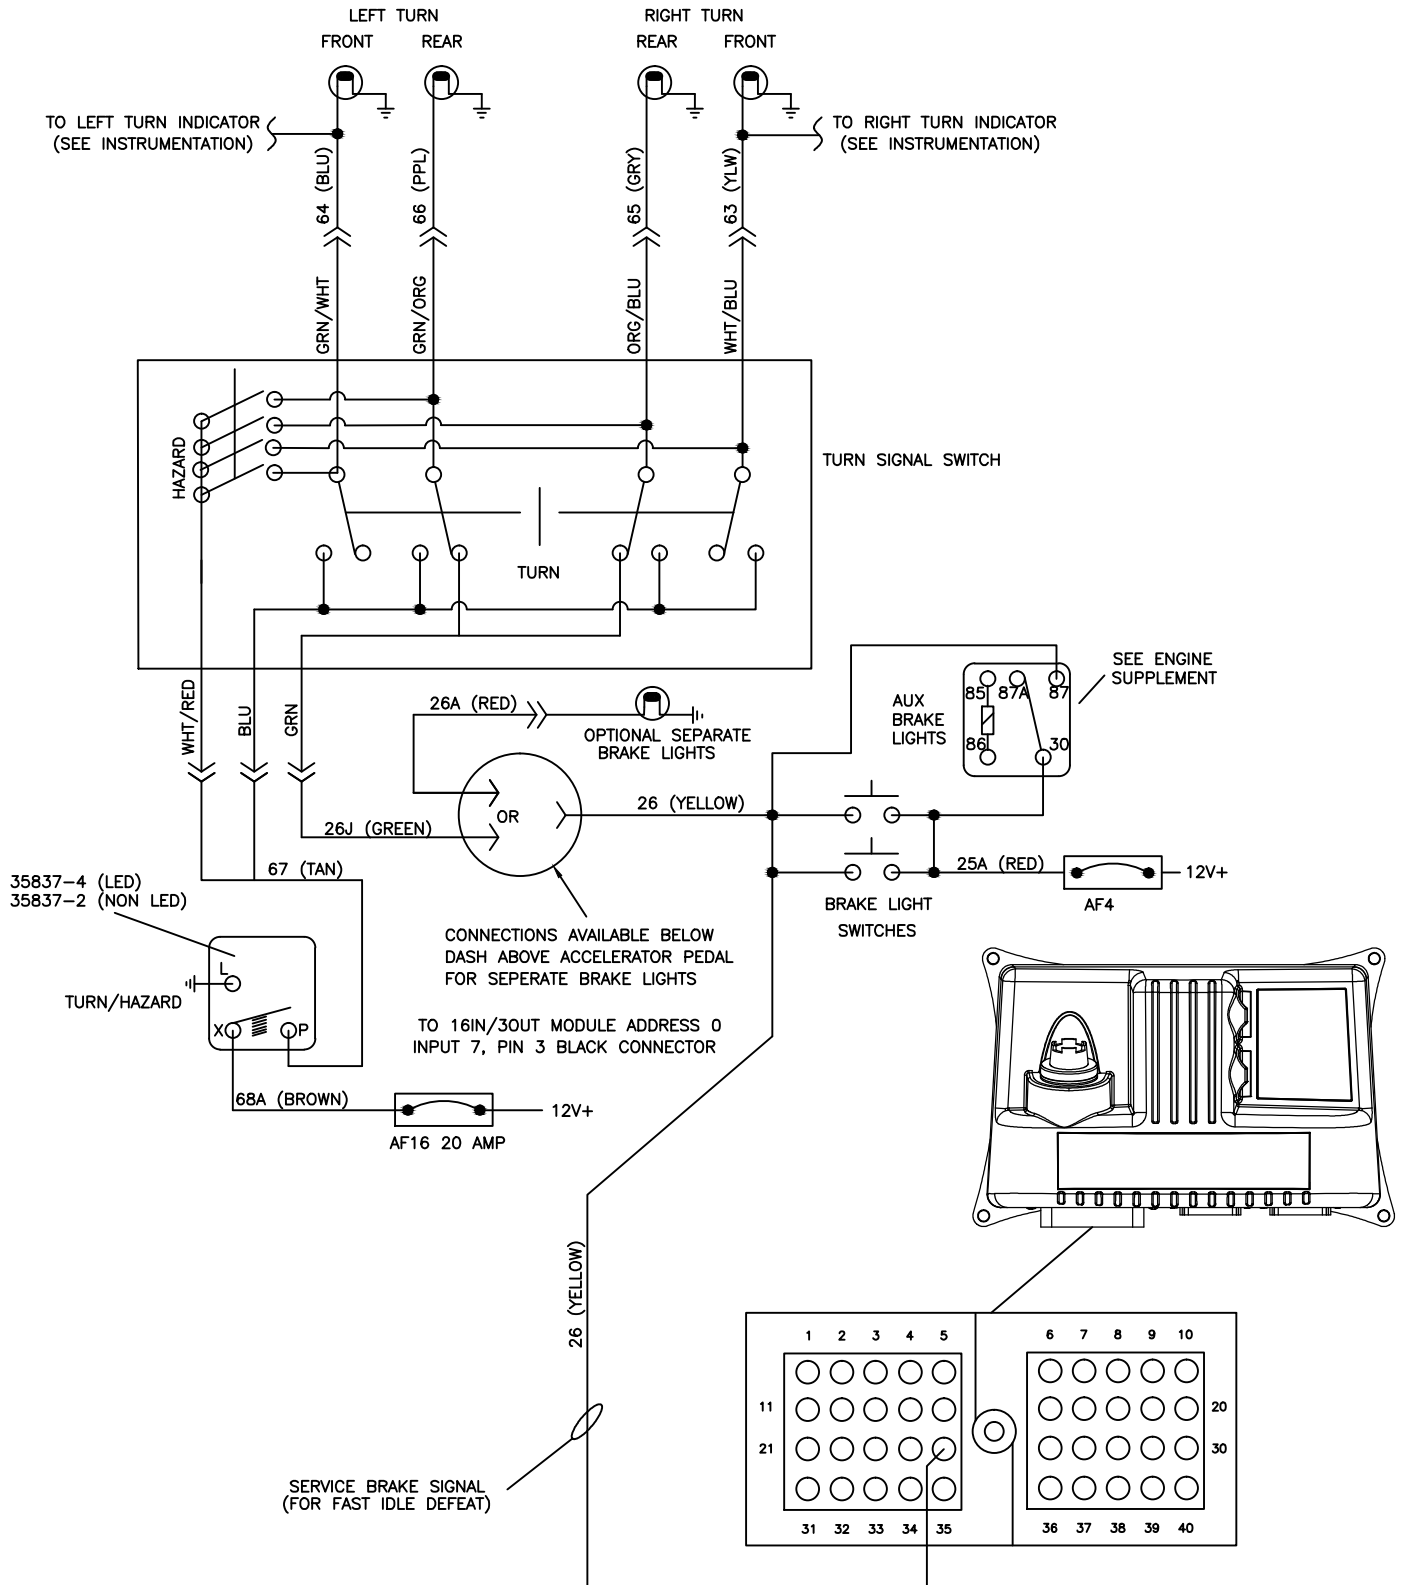 LEFT TURN
RIGHT TURN
FRONT
REAR
REAR
FRONT
TO LEFT TURN INDICATOR
(SEE INSTRUMENTATION)
TO RIGHT TURN INDICATOR
(SEE INSTRUMENTATION)
64 (BLU)
66 (PPL)
65 (GRY)
63 (YLW)
GRN/WHT
GRN/ORG
ORG/BLU
WHT/BLU
HAZARD
TURN SIGNAL SWITCH
TURN
WHT/RED
BLU
GRN
26A (RED)
OPTIONAL SEPARATE
BRAKE LIGHTS
AUX
BRAKE
LIGHTS
85
87A
87
86
30
SEE ENGINE
SUPPLEMENT
OR
26 (YELLOW)
26J (GREEN)
67 (TAN)
25A (RED)
12V+
AF4
BRAKE LIGHT
SWITCHES
35837-4 (LED)
35837-2 (NON LED)
CONNECTIONS AVAILABLE BELOW
DASH ABOVE ACCELERATOR PEDAL
FOR SEPERATE BRAKE LIGHTS
L
TURN/HAZARD
X
P
TO 16IN/3OUT MODULE ADDRESS 0
INPUT 7, PIN 3 BLACK CONNECTOR
68A (BROWN)
12V+
AF16 20 AMP
26 (YELLOW)
SERVICE BRAKE SIGNAL
(FOR FAST IDLE DEFEAT)
1 2 3 4 5
6 7 8 9 10
11
20
21
30
31 32 33 34 35
36 37 38 39 40